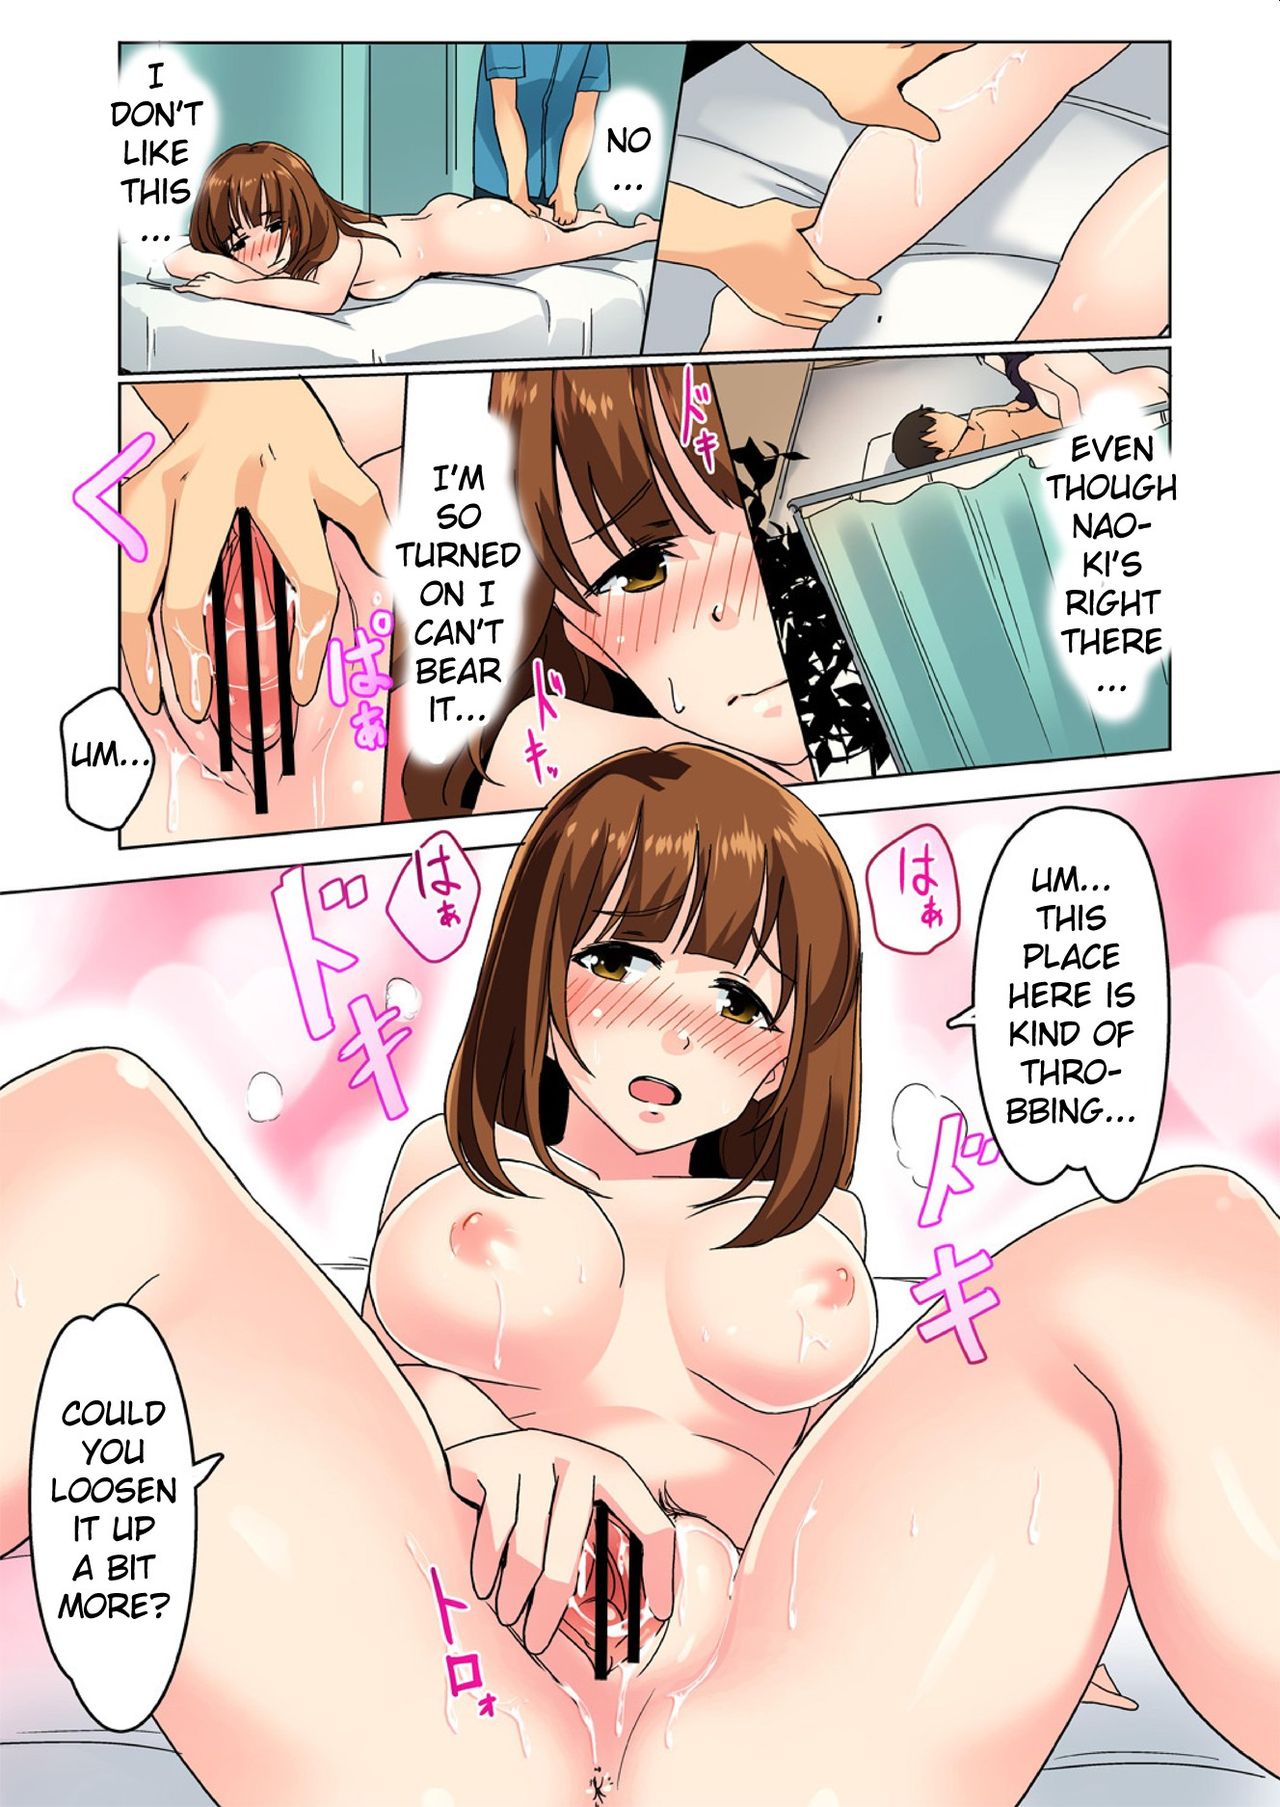 NO
...
I
DON'T
LIKE
THIS
...
EVEN
THOUGH
NAO-
KI'S
RIGHT
THERE
...
ドキ
I'M
SO
TURNED
ON I
CAN'T
BEAR
IT...
ドキッ
く
ぱぁ
UM...
UM...
THIS
PLACE
HERE IS
KIND OF
THRO-
BBING...
はぁ
はぁ
ドキ
ドキ
COULD
YOU
LOOSEN
IT UP
A BIT
MORE?
トロォ